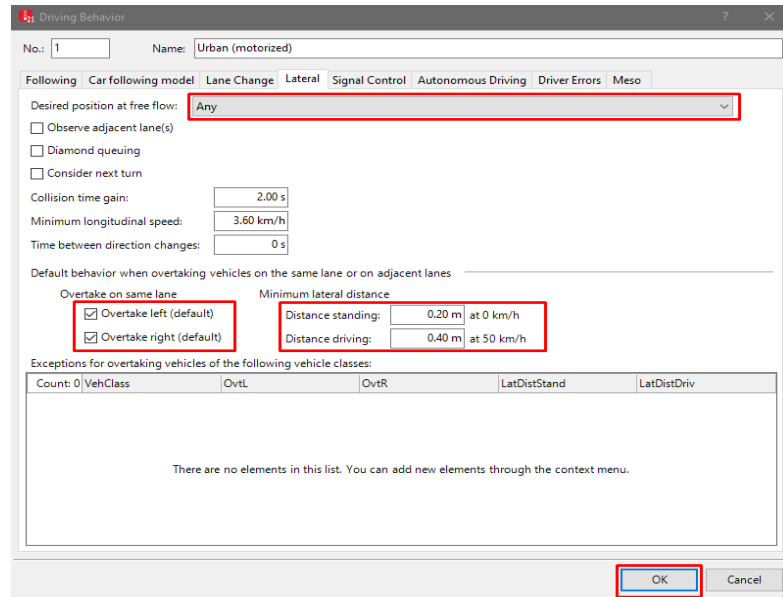 21 Driving Behavior ? ×
No.: 1 Name: Urban (motorized)
Following Car following model Lane Change Lateral Signal Control Autonomous Driving Driver Errors Meso
Desired position at free flow: Any
Observe adjacent lane(s)
Diamond queuing
Consider next turn
Collision time gain: 2.00 s
Minimum longitudinal speed: 3.60 km/h
Time between direction changes: 0 s
Default behavior when overtaking vehicles on the same lane or on adjacent lanes
Overtake on same lane Minimum lateral distance
Overtake left (default) Distance standing: 0.20 m at 0 km/h
Overtake right (default) Distance driving: 0.40 m at 50 km/h
Exceptions for overtaking vehicles of the following vehicle classes:
Count: 0 VehClass OvtL OvtR LatDistStand LatDistDriv
There are no elements in this list. You can add new elements through the context menu.
OK Cancel